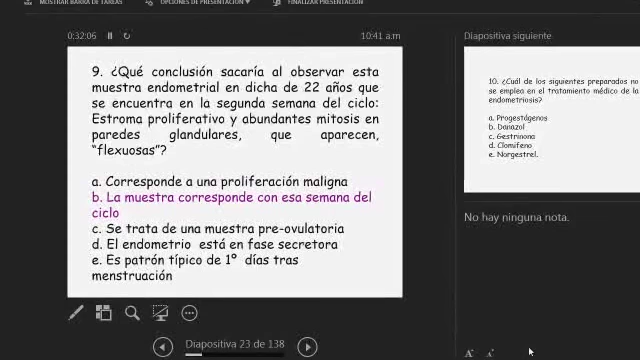 MOSTRAR BARRA DE TAREAS
OPCIONES DE PRESENTACIÓN ▼
FINALIZAR PRESENTACIÓN
0:32:06
10:41 a.m
Diapositiva siguiente
9. ¿Qué conclusión sacaría al observar esta
muestra endometrial en dicha de 22 años que
se encuentra en la segunda semana del ciclo:
Estroma proliferativo y abundantes mitosis en
paredes glandulares, que aparecen,
“flexuosas”?
a. Corresponde a una proliferación maligna
b. La muestra corresponde con esa semana del
ciclo
c. Se trata de una muestra pre-ovulatoria
d. El endometrio está en fase secretora
e. Es patrón típico de 1º días tras
menstruación
10. ¿Cuál de los siguientes preparados no
se emplea en el tratamiento médico de la
endometriosis?
a. Progestágenos
b. Danazol
c. Gestrinona
d. Clomifeno
e. Norgestrel.
No hay ninguna nota.
Diapositiva 23 de 138
A A